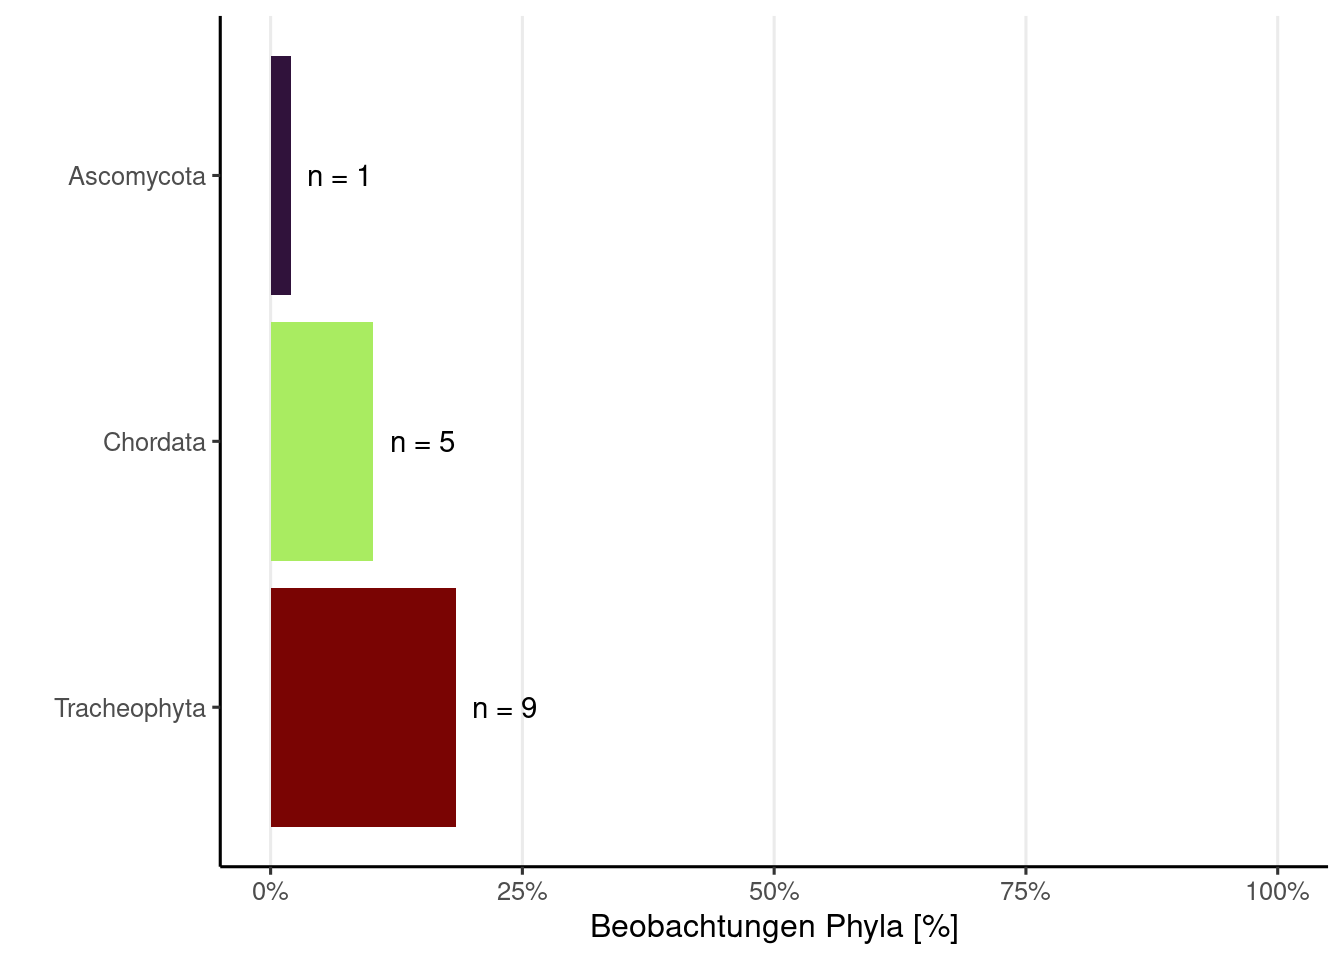 Ascomycota
n = 1
Chordata
n = 5
Tracheophyta
n = 9
0% 25% 50% 75% 100%
Beobachtungen Phyla [%]